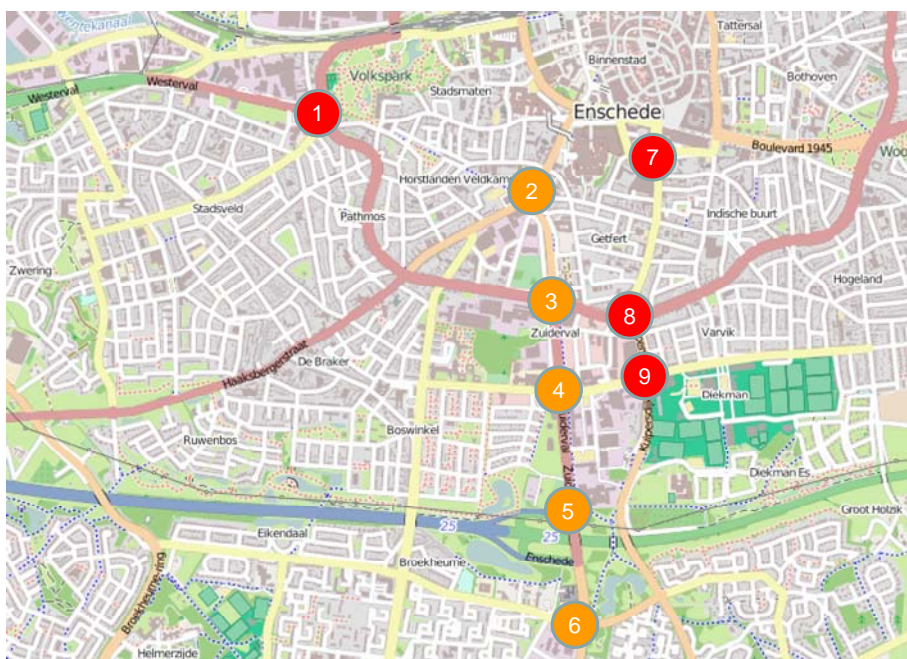 Tattersal
Binnenstad
Volkspark
Bothoven
Westerval
Stadsmaten
Westerval
Enschede
1
Boulevard 1945
7
Horstlanden Veldkamp
2
Stadsveld
Pathmos
Indische buurt
Getfert
Zwering
Hogeland
3
8
Zuiderval
Varvik
De Braker
Haaksbergerstraat
4
9
Diekman
Boswinkel
Ruwenbos
Diekman Es
5
Groot Holzik
25
Eikendaal
25
Enschede
Broekheurne
Broekheurne-ring
6
Helmerzijde